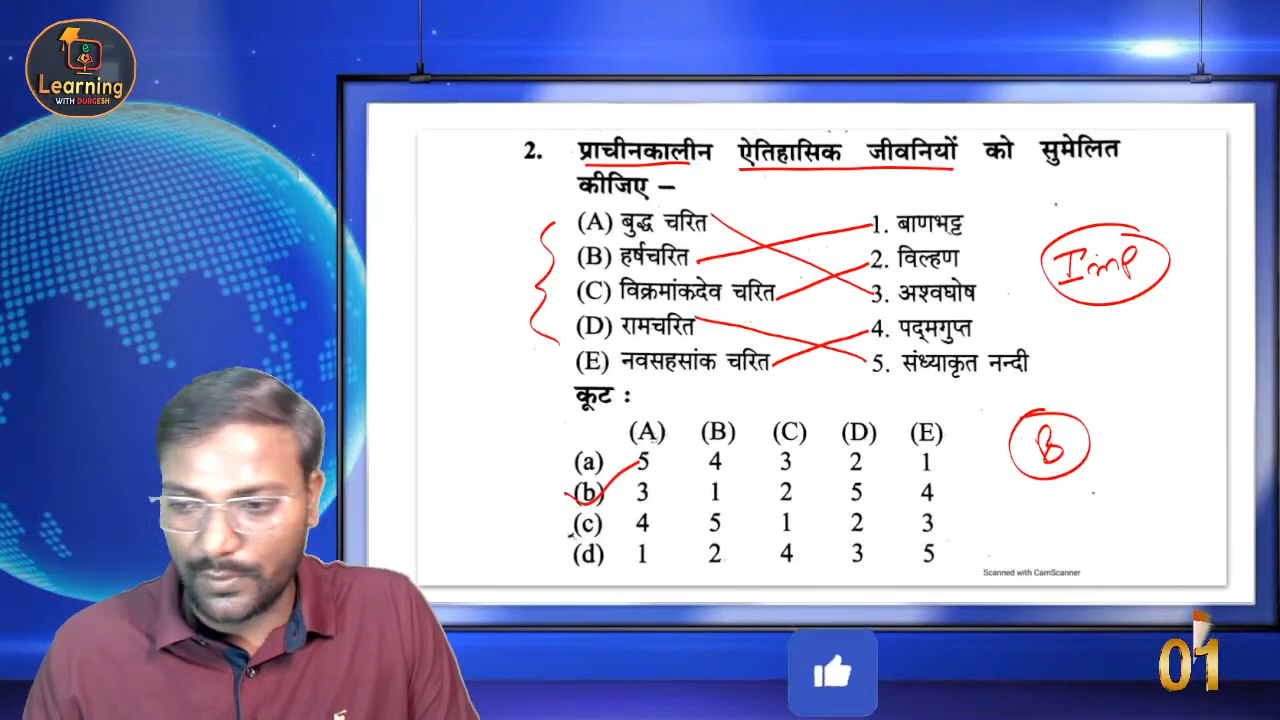 e
Learning
WITH DURGESH
2. प्राचीनकालीन ऐतिहासिक जीवनियों को सुमेलित
कीजिए –
(A) बुद्ध चरित 1. बाणभट्ट
(B) हर्षचरित 2. विल्हण
(C) विक्रमांकदेव चरित 3. अश्वघोष
(D) रामचरित 4. पद्मगुप्त
(E) नवसहसांक चरित 5. संध्याकृत नन्दी
Imp
कूट :
(A) (B) (C) (D) (E)
(a) 5 4 3 2 1
(b) 3 1 2 5 4
(c) 4 5 1 2 3
(d) 1 2 4 3 5
B
Scanned with CamScanner
01